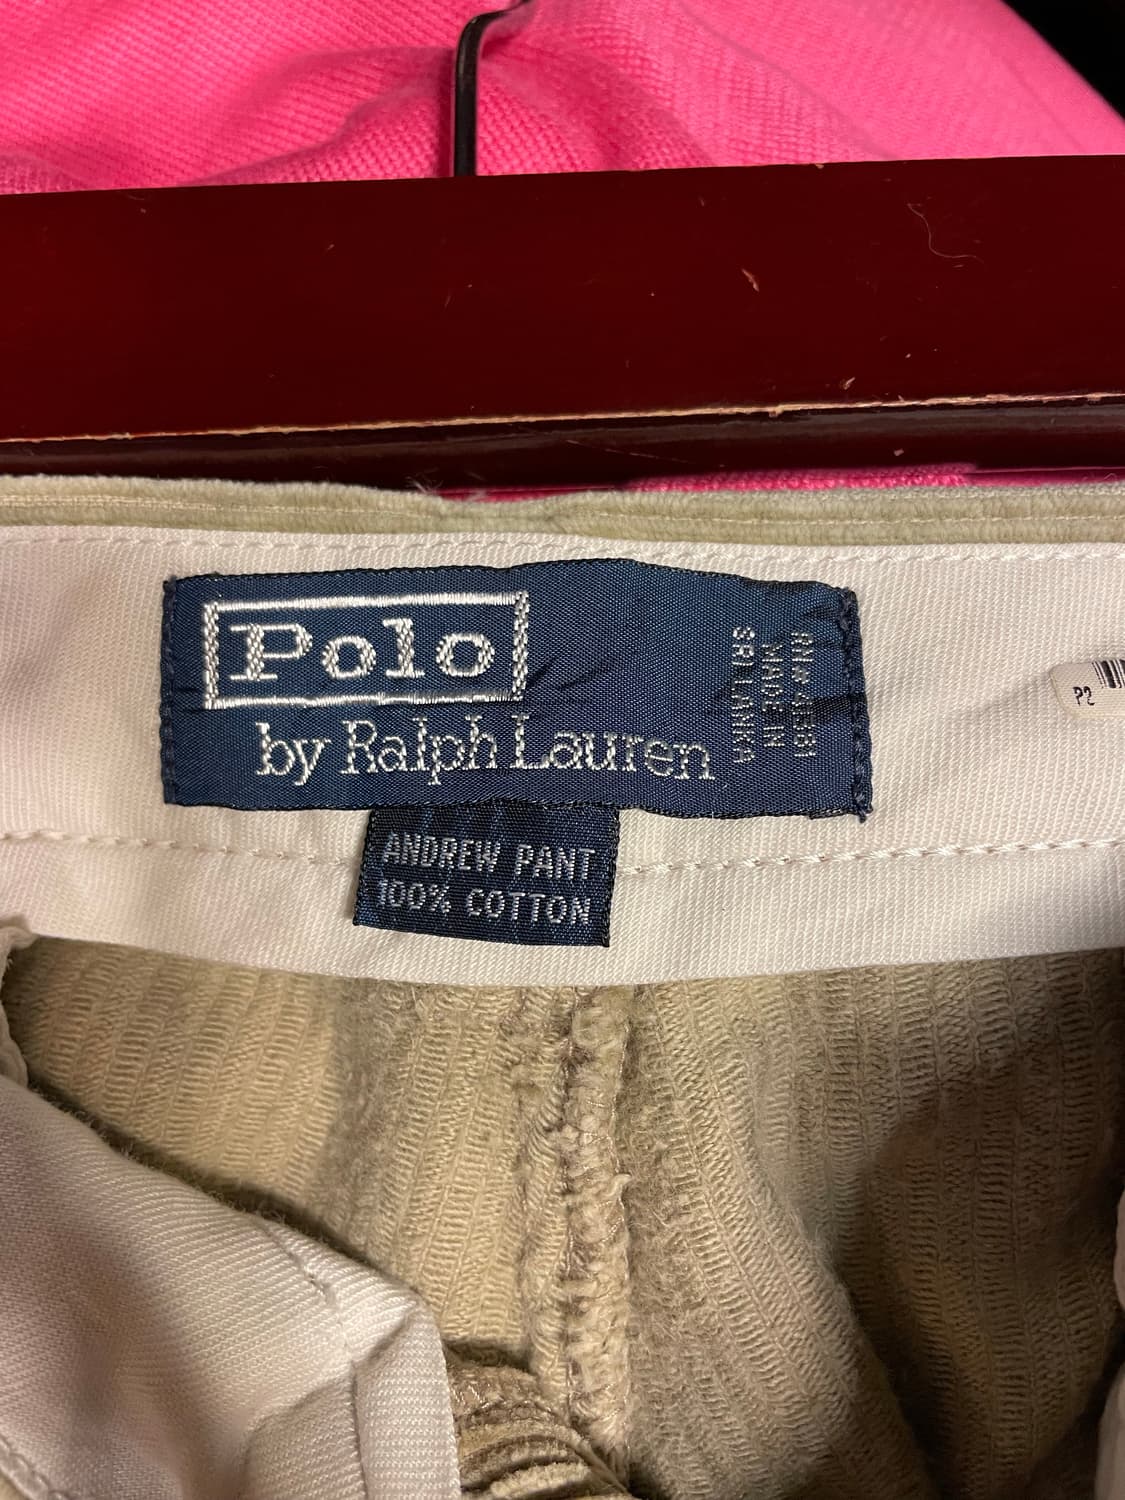 Polo
by Ralph Lauren
RN# 41381
MADE IN
SRI LANKA
ANDREW PANT
100% COTTON
P2